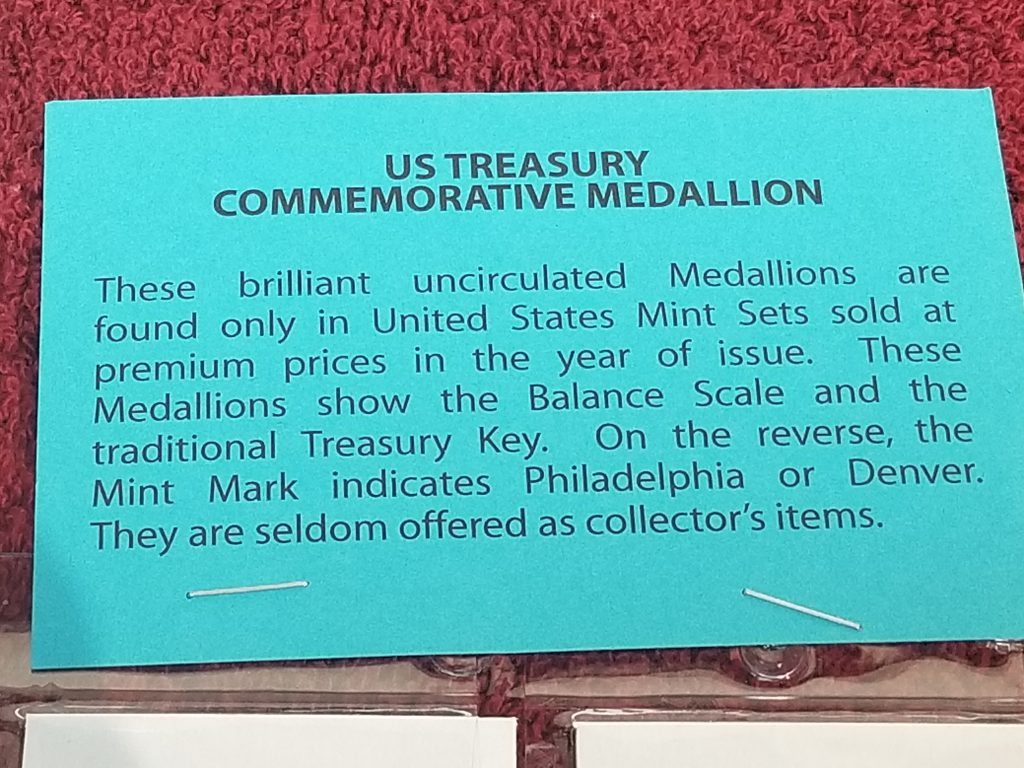 US TREASURY
COMMEMORATIVE MEDALLION
These brilliant uncirculated Medallions are
found only in United States Mint Sets sold at
premium prices in the year of issue. These
Medallions show the Balance Scale and the
traditional Treasury Key. On the reverse, the
Mint Mark indicates Philadelphia or Denver.
They are seldom offered as collector's items.